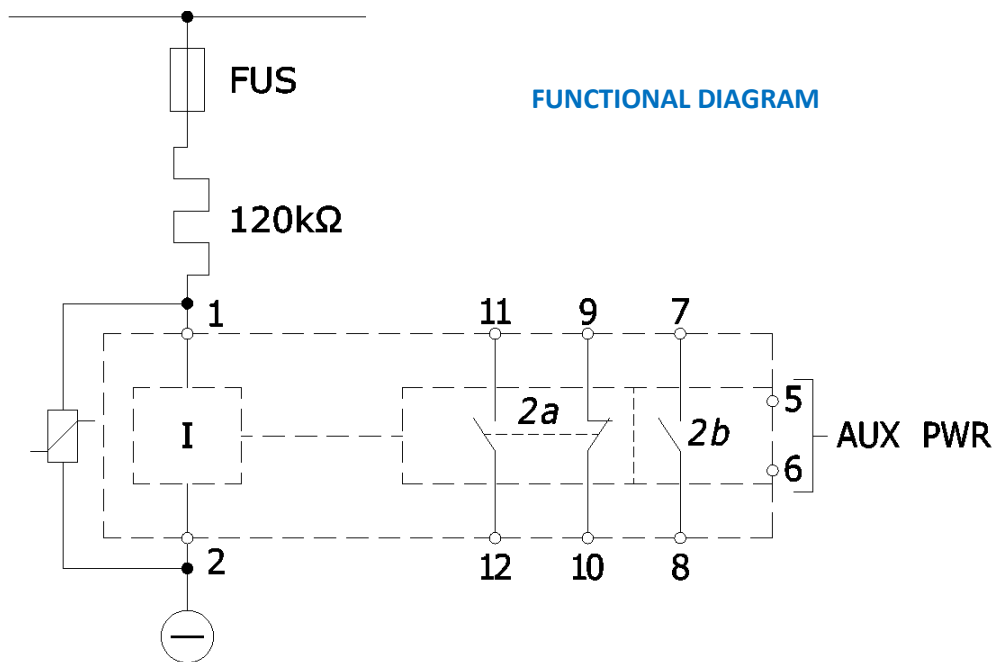 FUS
FUNCTIONAL DIAGRAM
120kΩ
1
11
9
7
5
2a
I
2b
AUX PWR
6
2
12
10
8